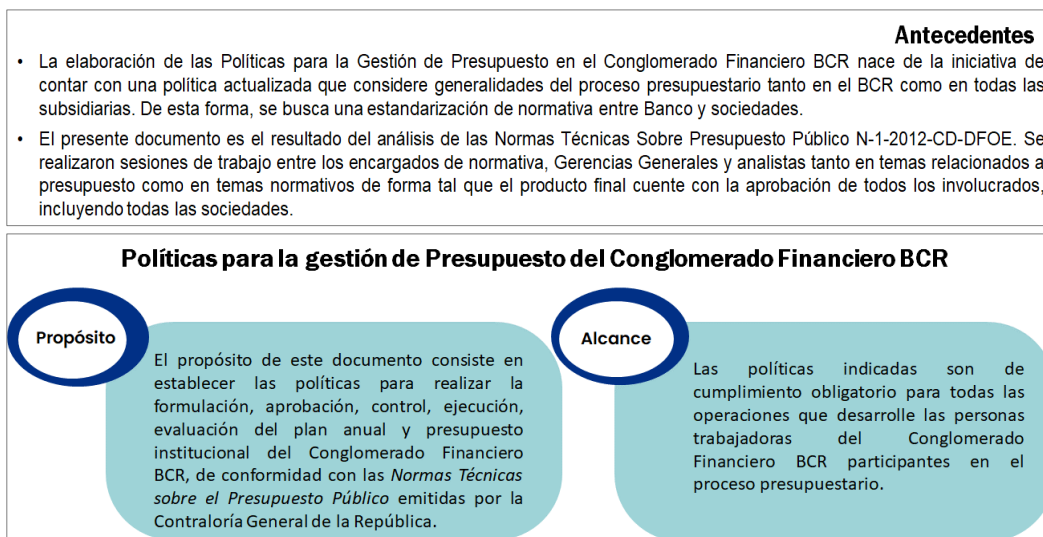 Antecedentes
• La elaboración de las Políticas para la Gestión de Presupuesto en el Conglomerado Financiero BCR nace de la iniciativa de
contar con una política actualizada que considere generalidades del proceso presupuestario tanto en el BCR como en todas las
subsidiarias. De esta forma, se busca una estandarización de normativa entre Banco y sociedades.
• El presente documento es el resultado del análisis de las Normas Técnicas Sobre Presupuesto Público N-1-2012-CD-DFOE. Se
realizaron sesiones de trabajo entre los encargados de normativa, Gerencias Generales y analistas tanto en temas relacionados a
presupuesto como en temas normativos de forma tal que el producto final cuente con la aprobación de todos los involucrados,
incluyendo todas las sociedades.
Políticas para la gestión de Presupuesto del Conglomerado Financiero BCR
Propósito
El propósito de este documento consiste en
establecer las políticas para realizar la
formulación, aprobación, control, ejecución,
evaluación del plan anual y presupuesto
institucional del Conglomerado Financiero
BCR, de conformidad con las Normas Técnicas
sobre el Presupuesto Público emitidas por la
Contraloría General de la República.
Alcance
Las políticas indicadas son de
cumplimiento obligatorio para todas las
operaciones que desarrolle las personas
trabajadoras del Conglomerado
Financiero BCR participantes en el
proceso presupuestario.